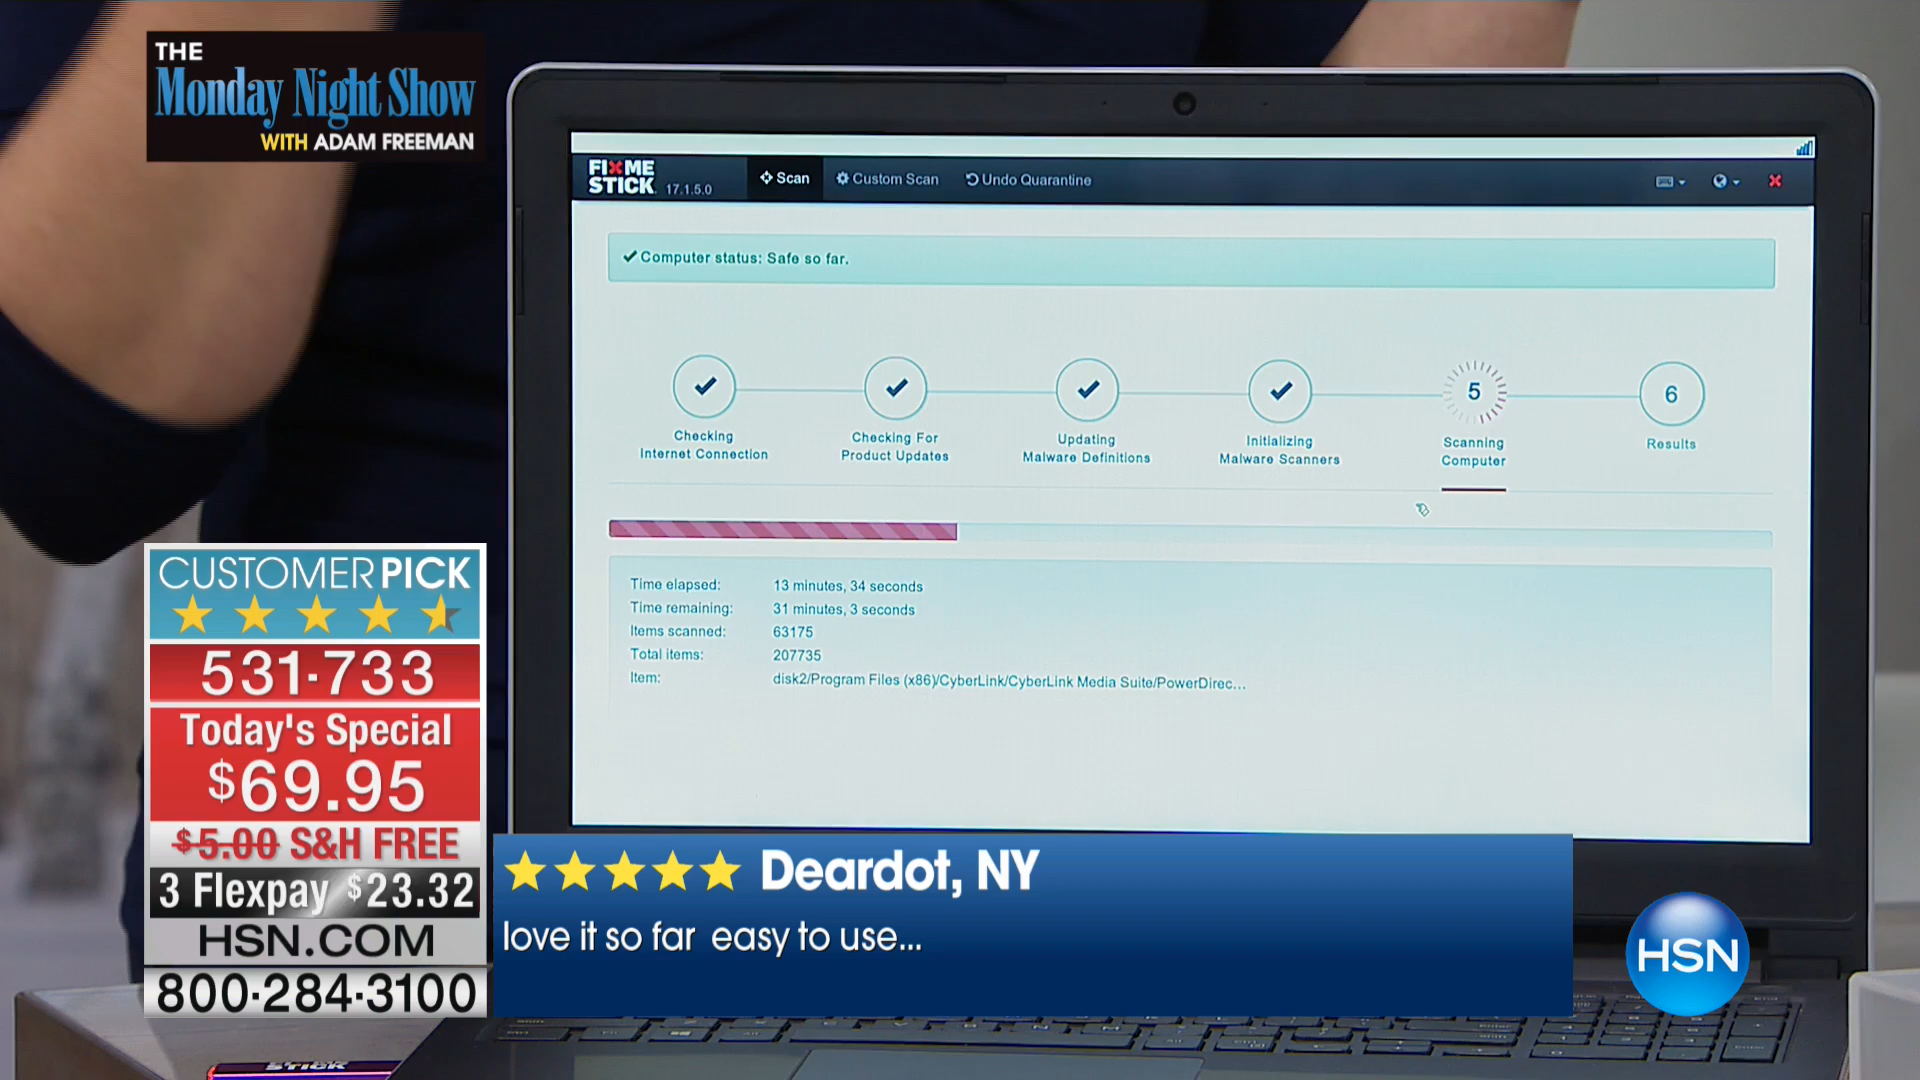 THE
Monday Night Show
WITH ADAM FREEMAN
FIXME
STICK 17.1.5.0
Scan
Custom Scan
Undo Quarantine
Computer status: Safe so far.
Checking
Internet Connection
Checking For
Product Updates
Updating
Malware Definitions
Initializing
Malware Scanners
5
Scanning
Computer
6
Results
Time elapsed: 13 minutes, 34 seconds
Time remaining: 31 minutes, 3 seconds
Items scanned: 63175
Total items: 207735
Item: disk2/Program Files (x86)/CyberLink/CyberLink Media Suite/PowerDirec...
CUSTOMER PICK
531-733
Today's Special
$69.95
$5.00 S&H FREE
3 Flexpay $23.32
HSN.COM
800·284·3100
Deardot, NY
love it so far easy to use...
HSN
STICK